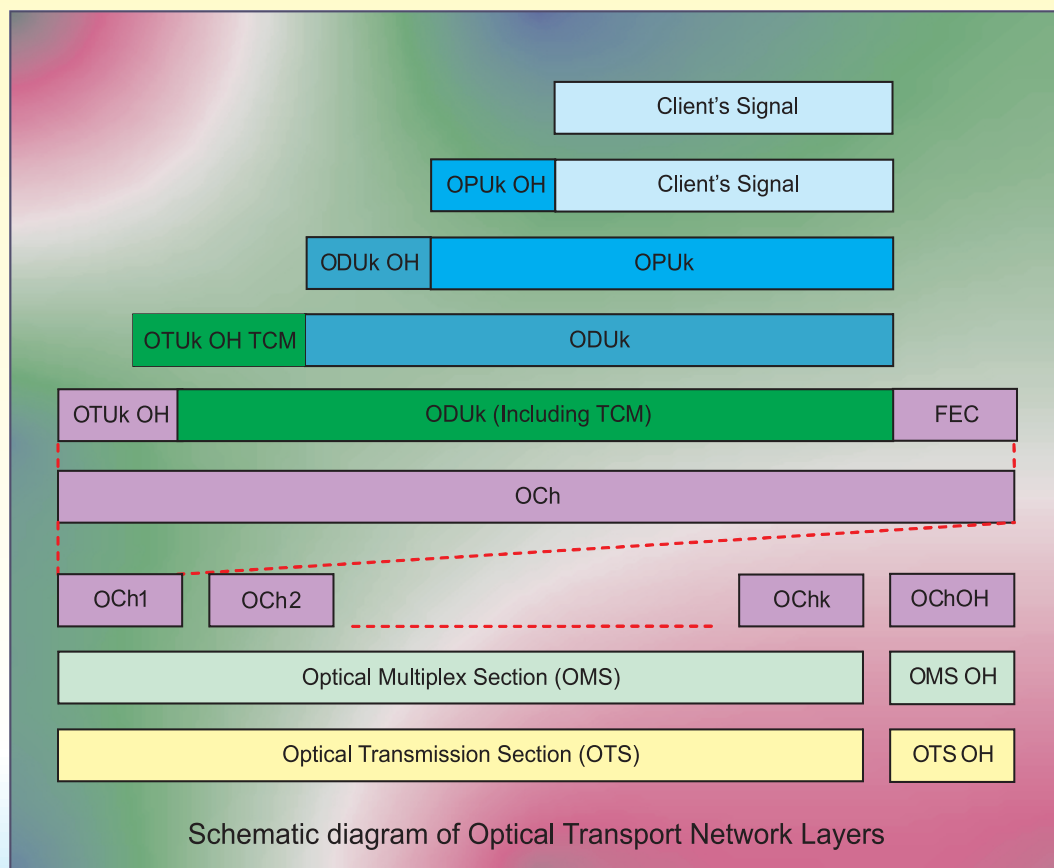 Client's Signal
OPUk OH Client's Signal
ODUk OH OPUk
OTUk OH TCM ODUk
OTUk OH ODUk (Including TCM) FEC
OCh
OCh1 OCh2 OChk OChOH
Optical Multiplex Section (OMS) OMS OH
Optical Transmission Section (OTS) OTS OH
Schematic diagram of Optical Transport Network Layers